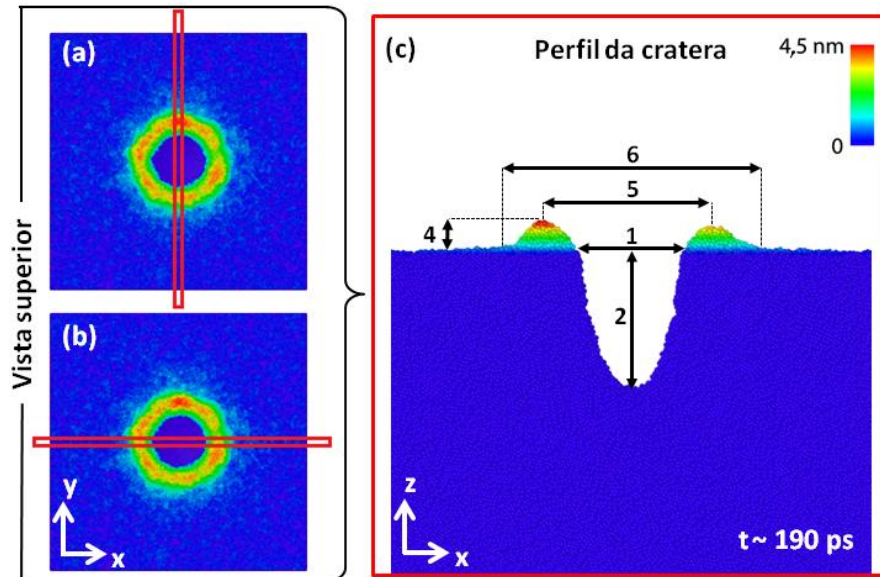 Vista superior
(a)
(b)
y
x
(c)
Perfil da cratera
4,5 nm
0
6
5
4
1
2
z
x
t~ 190 ps